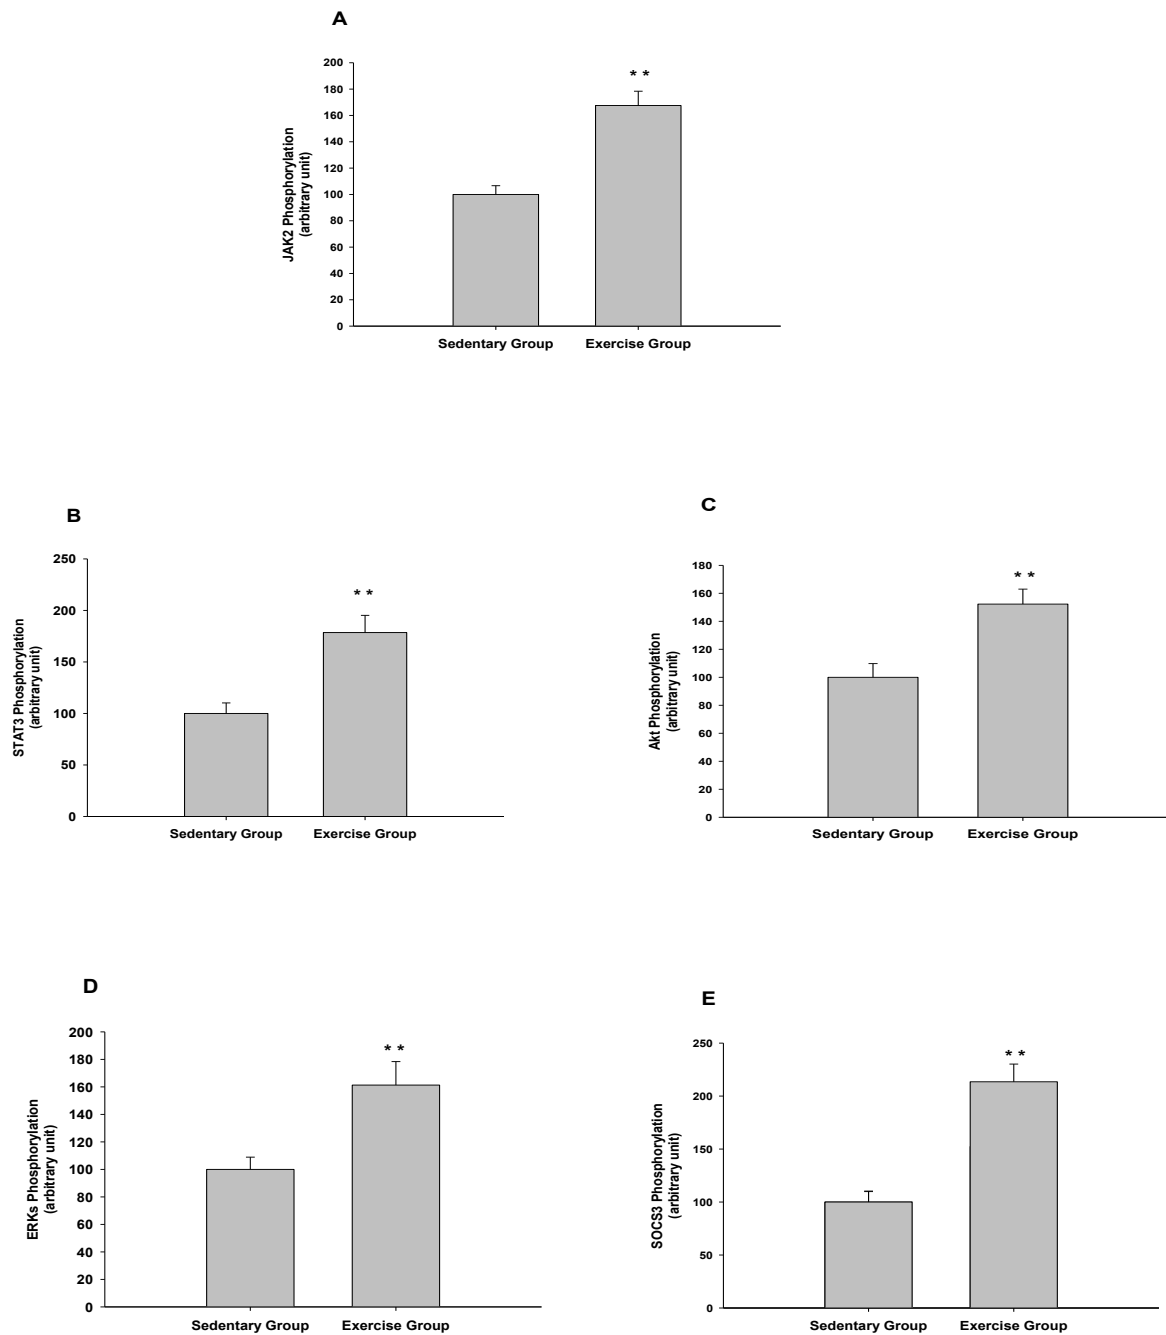 A
JAK2 Phosphorylation
(arbitrary unit)
200
180
160
140
120
100
80
60
40
20
0
* *
Sedentary Group Exercise Group
B
STAT3 Phosphorylation
(arbitrary unit)
250
200
150
100
50
0
* *
Sedentary Group Exercise Group
C
Akt Phosphorylation
(arbitrary unit)
180
160
140
120
100
80
60
40
20
0
* *
Sedentary Group Exercise Group
D
ERKs Phosphorylation
(arbitrary unit)
200
180
160
140
120
100
80
60
40
20
0
* *
Sedentary Group Exercise Group
E
SOCS3 Phosphorylation
(arbitrary unit)
250
200
150
100
50
0
* *
Sedentary Group Exercise Group